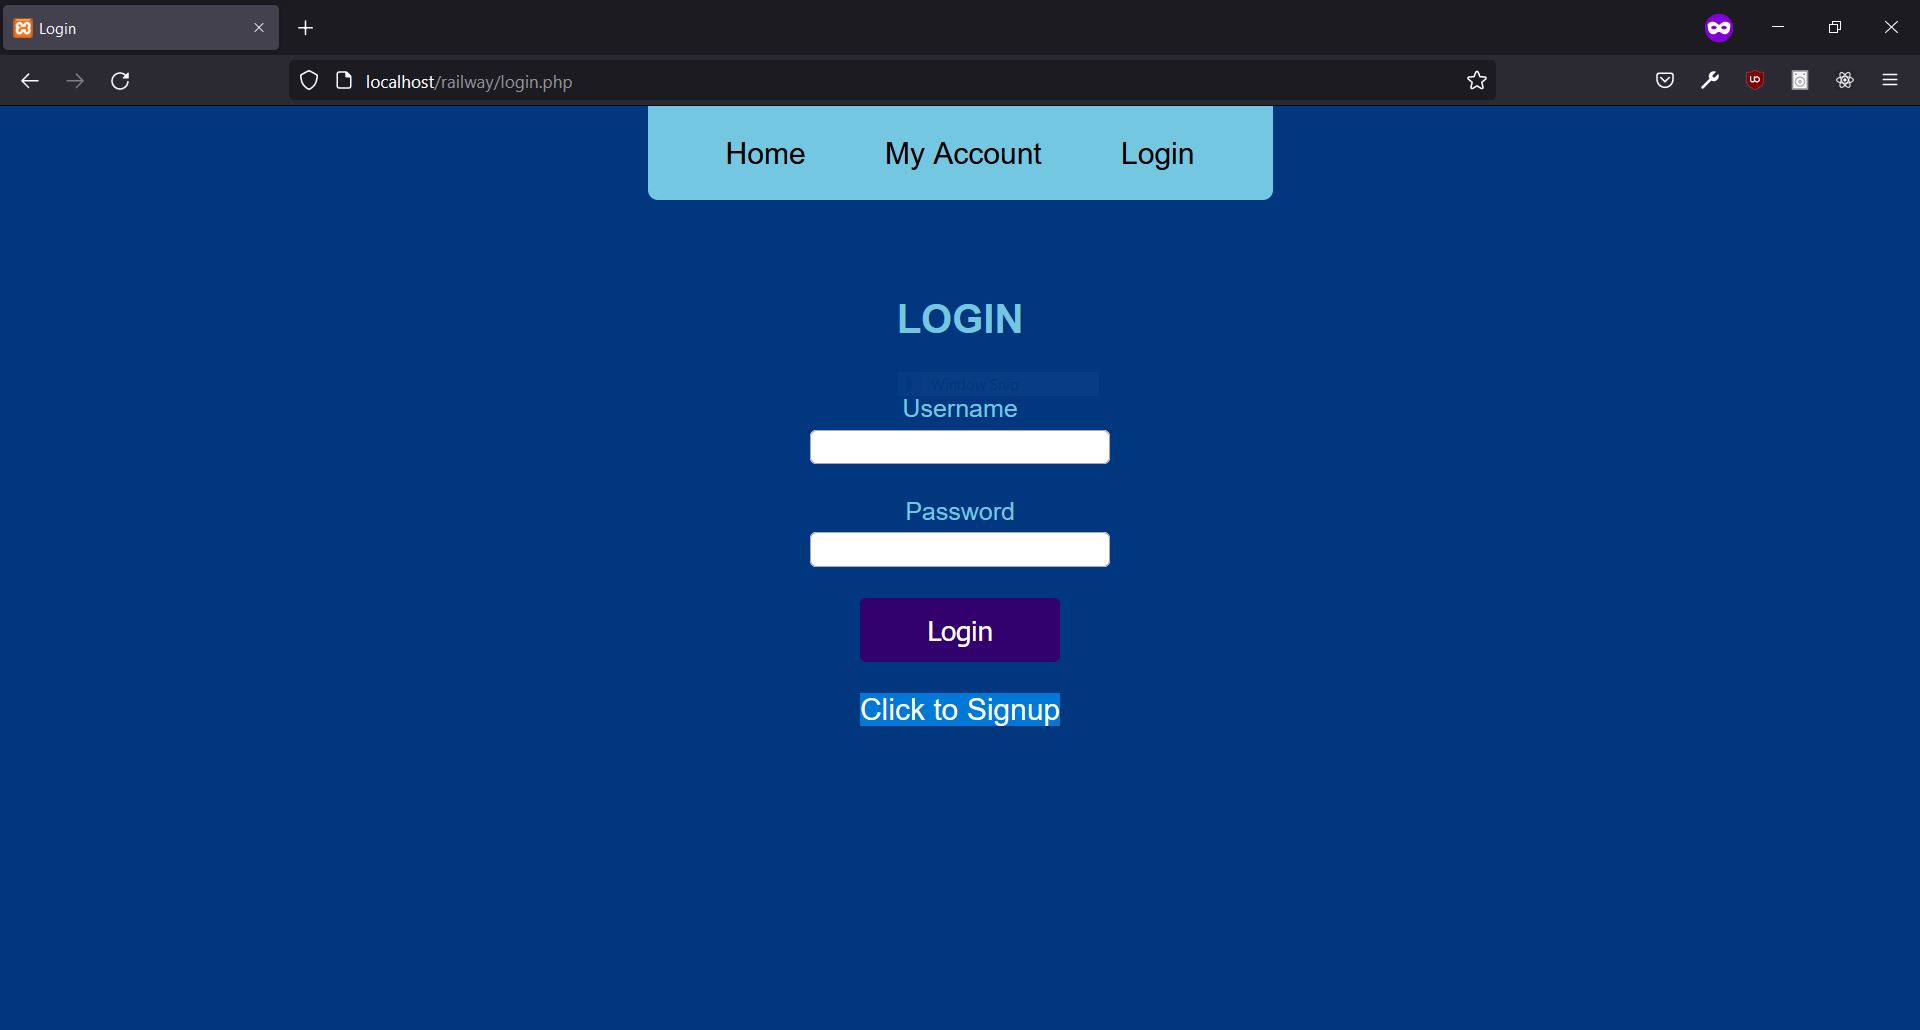 Login
localhost/railway/login.php
Home My Account Login
LOGIN
Window Snip
Username
Password
Login
Click to Signup